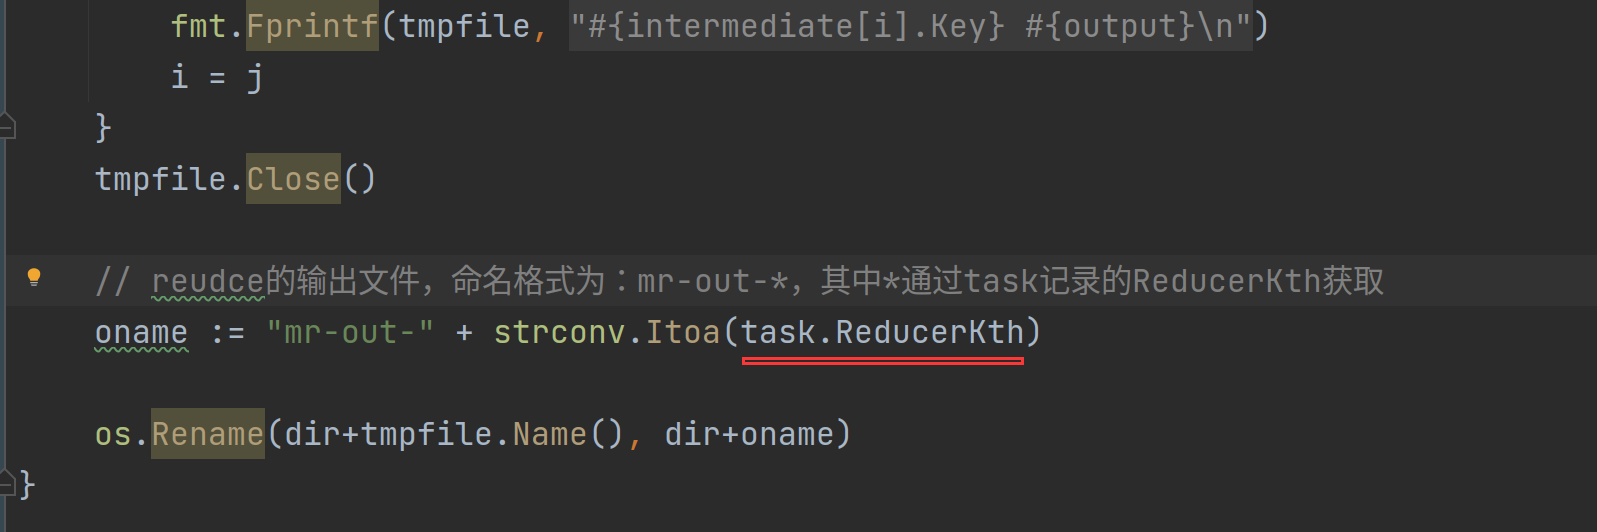 fmt.Fprintf(tmpfile, "#{intermediate[i].Key} #{output}\n")
i = j
}
tmpfile.Close()
// reudce的输出文件，命名格式为：mr-out-*，其中*通过task记录的ReducerKth获取
oname := "mr-out-" + strconv.Itoa(task.ReducerKth)
os.Rename(dir+tmpfile.Name(), dir+oname)
}